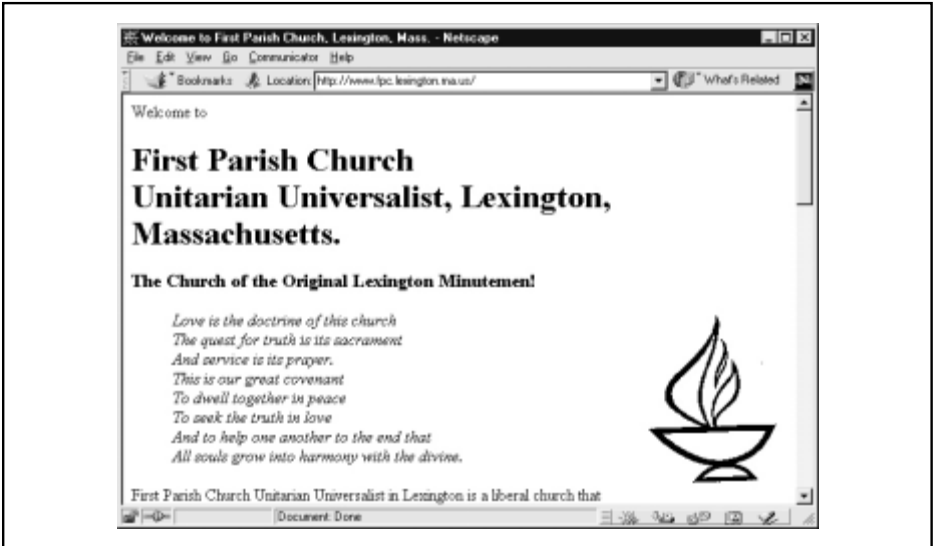 Welcome to First Parish Church, Lexington, Mass. - Netscape
File Edit View Go Communicator Help
Bookmarks Location: http://www.fpc.lexington.ma.us/ What's Related
Welcome to
First Parish Church
Unitarian Universalist, Lexington,
Massachusetts.
The Church of the Original Lexington Minutemen!
Love is the doctrine of this church
The quest for truth is its sacrament
And service is its prayer.
This is our great covenant
To dwell together in peace
To seek the truth in love
And to help one another to the end that
All souls grow into harmony with the divine.
First Parish Church Unitarian Universalist in Lexington is a liberal church that
Document: Done